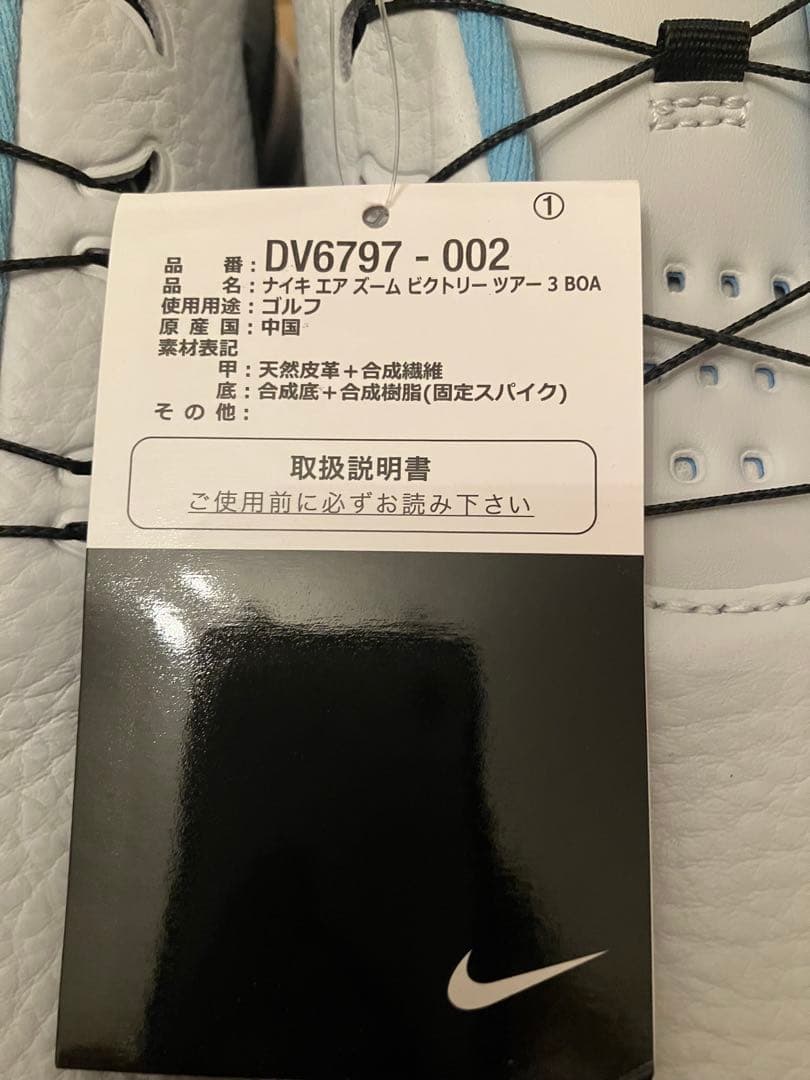 ①
品 番：DV6797 - 002
品 名：ナイキ エア ズーム ビクトリー ツアー 3 BOA
使用用途：ゴルフ
原 産 国：中国
素材表記
甲：天然皮革＋合成繊維
底：合成底＋合成樹脂(固定スパイク)
そ の 他：
取扱説明書
ご使用前に必ずお読み下さい